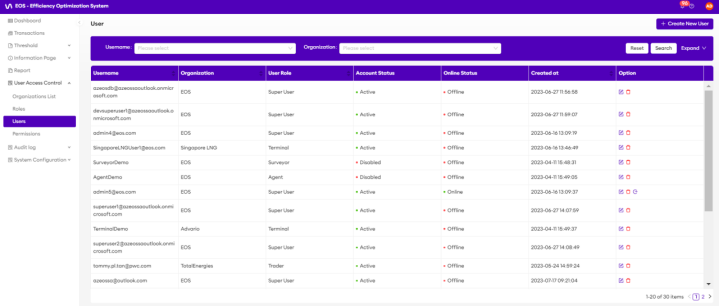 EOS - Efficiency Optimization System
AD
Dashboard
Transactions
Threshold
Information Page
Report
User Access Control
Organizations List
Roles
Users
Permissions
Audit log
System Configuration
User
+ Create New User
Username: Please select
Organization: Please select
Reset
Search
Expand
Username Organization User Role Account Status Online Status Created at Option
azeosdb@azeosaoutlook.onmicr
osoft.com
EOS Super User Active Offline 2023-06-27 11:56:58
devsuperuser1@azeosaoutlook.o
nmicrosoft.com
EOS Super User Active Offline 2023-06-27 11:59:07
admin4@eos.com EOS Super User Active Offline 2023-06-16 13:09:19
SingaporeLNGUser1@eos.com Singapore LNG Terminal Active Offline 2023-06-16 13:46:49
SurveyorDemo EOS Surveyor Disabled Offline 2023-04-11 15:48:31
AgentDemo EOS Agent Disabled Offline 2023-04-11 15:49:05
admin5@eos.com EOS Super User Active Online 2023-06-16 13:09:37
superuser1@azeosaoutlook.onmi
crosoft.com
EOS Super User Active Offline 2023-06-27 14:07:59
TerminalDemo Advario Terminal Active Offline 2023-04-11 15:49:37
superuser2@azeosaoutlook.onmi
crosoft.com
EOS Super User Active Offline 2023-06-27 14:08:49
tommy.pl.tan@pwc.com TotalEnergies Trader Active Offline 2023-05-24 14:59:24
azeosa@outlook.com EOS Super User Active Offline 2023-07-17 09:21:04
1-20 of 30 items
1 2